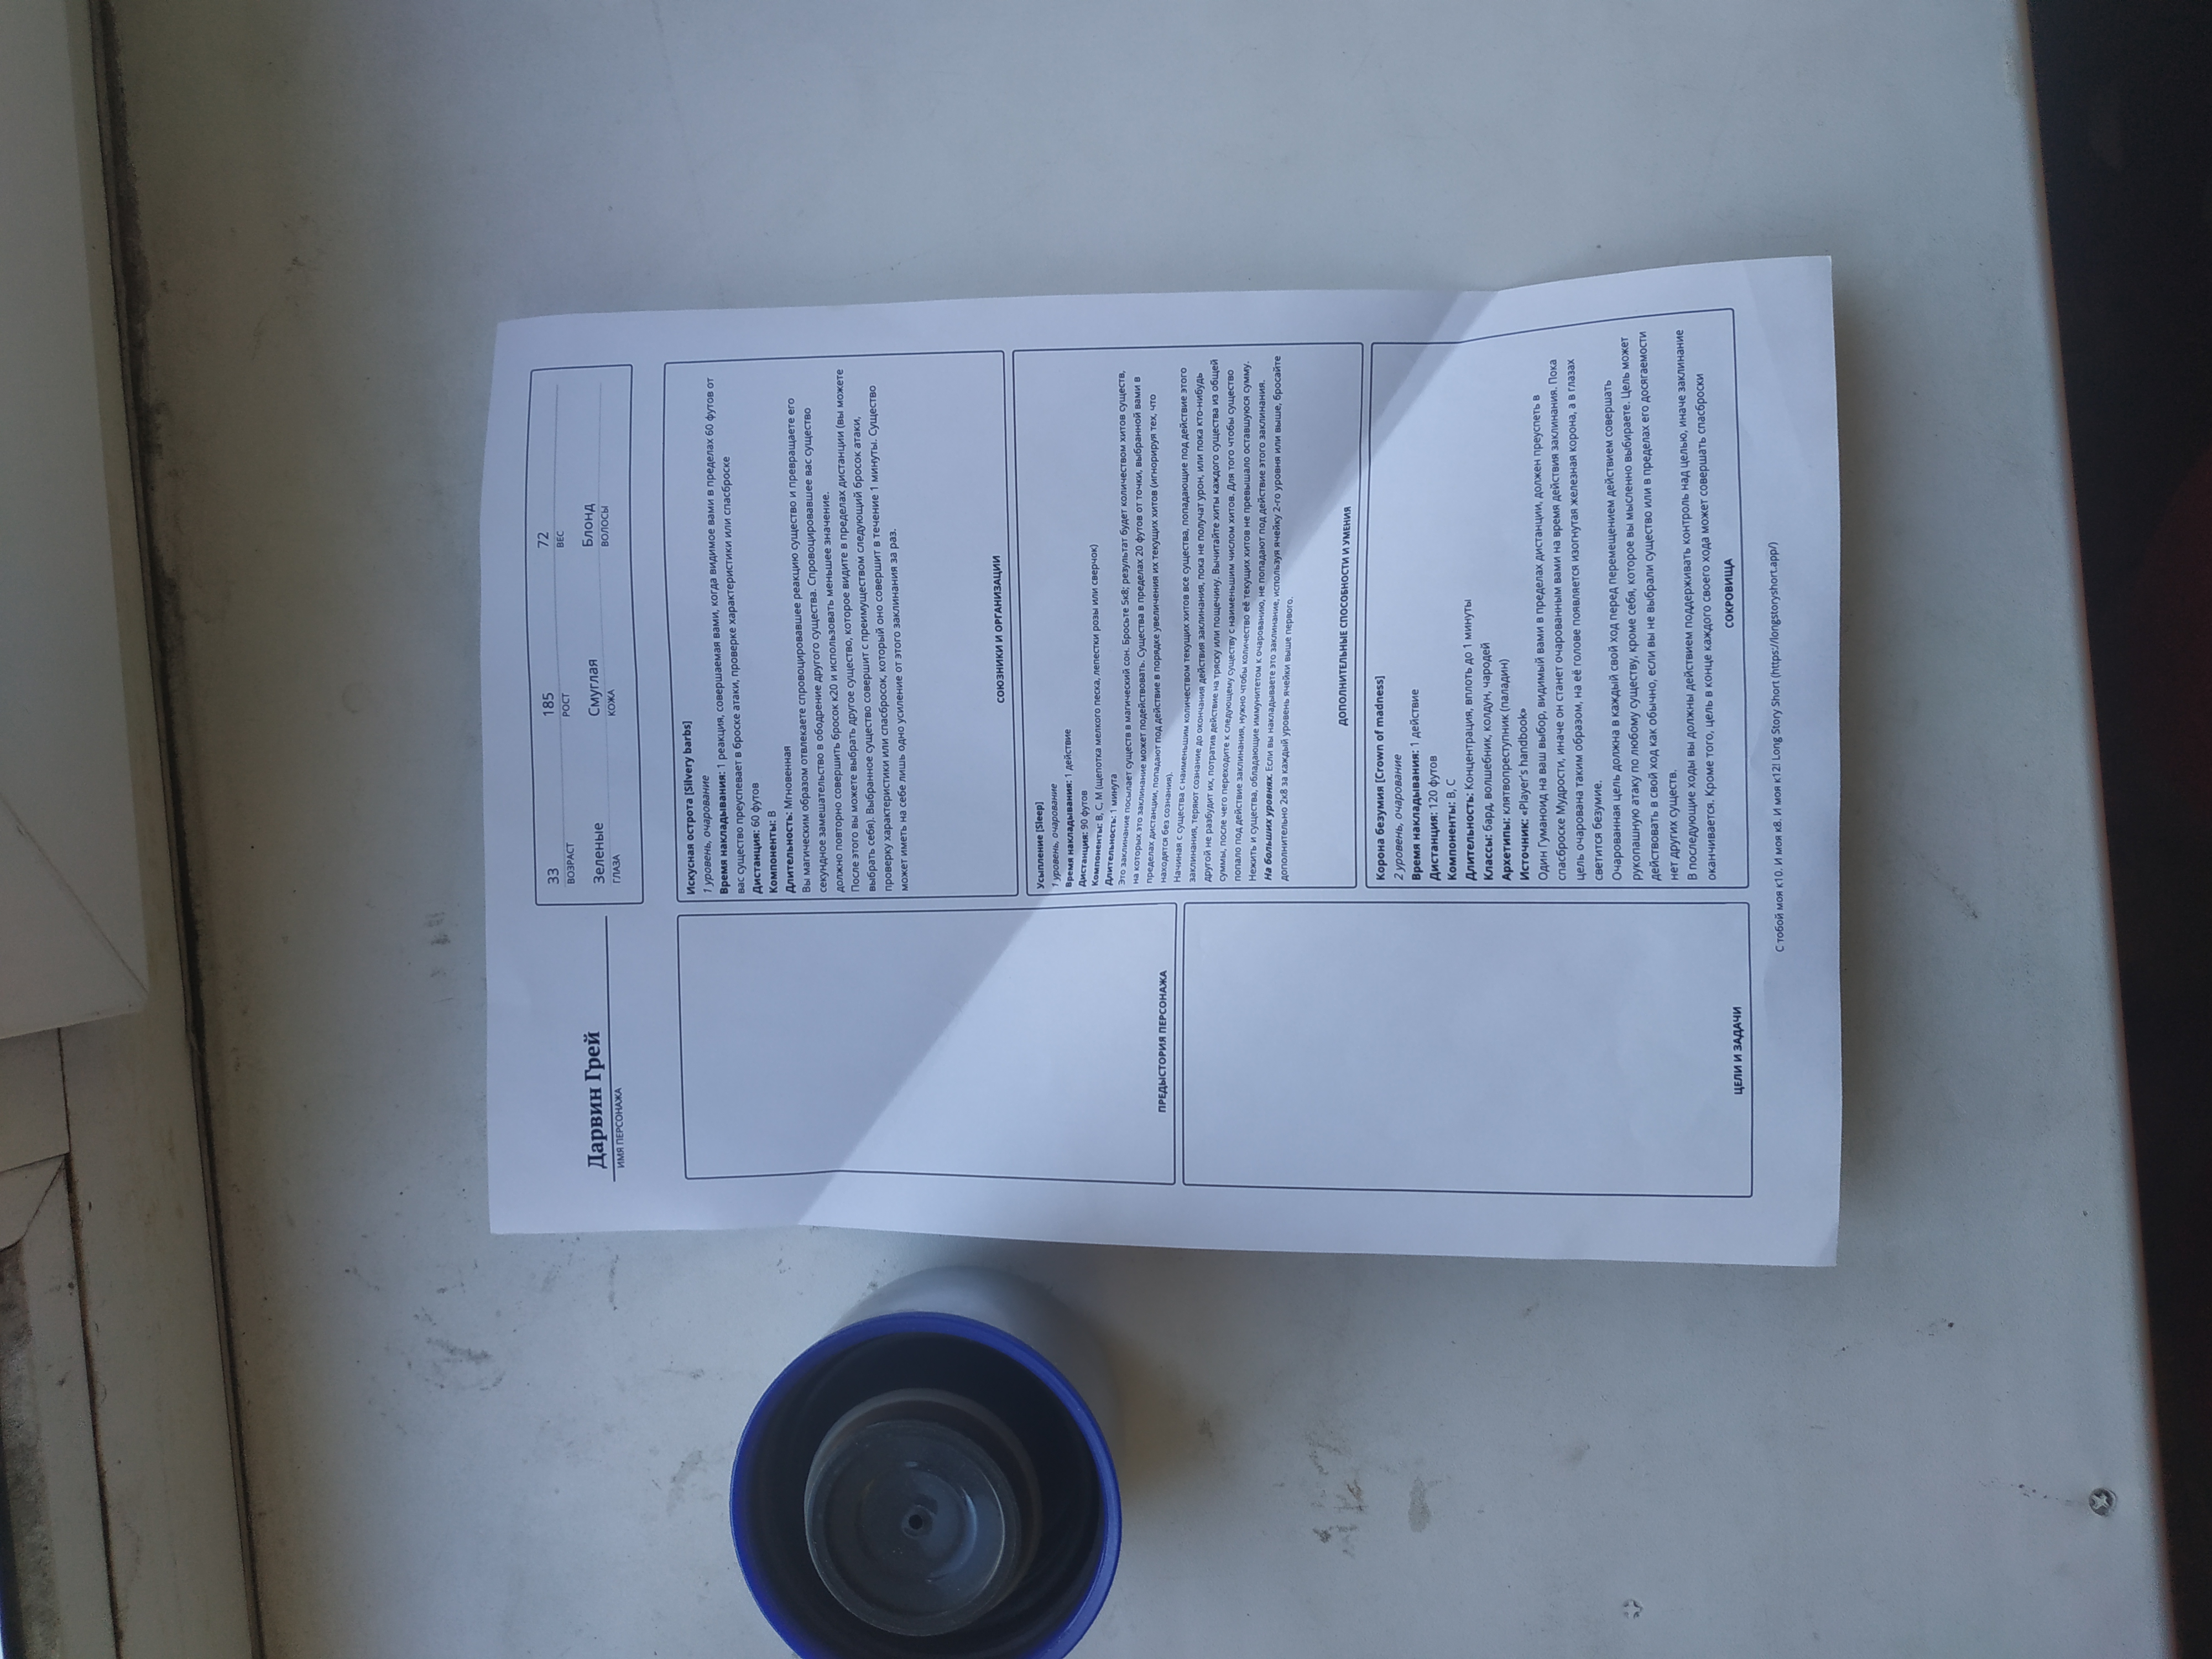 Дарвин Грей
ИМЯ ПЕРСОНАЖА
33
185
72
ВОЗРАСТ
РОСТ
ВЕС
Зеленые
Смуглая
Блонд
ГЛАЗА
КОЖА
ВОЛОСЫ
ПРЕДЫСТОРИЯ ПЕРСОНАЖА
ЦЕЛИ И ЗАДАЧИ
Искусная острота [Silvery barbs]
1 уровень, очарование
Время накладывания: 1 реакция, совершаемая вами, когда видимое вами в пределах 60 футов от
вас существо преуспевает в броске атаки, проверке характеристики или спасброске
Дистанция: 60 футов
Компоненты: В
Длительность: Мгновенная
Вы магическим образом отвлекаете спровоцировавшее реакцию существо и превращаете его
секундное замешательство в ободрение другого существа. Спровоцировавшее вас существо
должно повторно совершить бросок к20 и использовать меньшее значение.
После этого вы можете выбрать другое существо, которое видите в пределах дистанции (вы можете
выбрать себя). Выбранное существо совершит с преимуществом следующий бросок атаки,
проверку характеристики или спасбросок, который оно совершит в течение 1 минуты. Существо
может иметь на себе лишь одно усиление от этого заклинания за раз.
СОЮЗНИКИ И ОРГАНИЗАЦИИ
Усыпление [Sleep]
1 уровень, очарование
Время накладывания: 1 действие
Дистанция: 90 футов
Компоненты: В, С, М (щепотка мелкого песка, лепестки розы или сверчок)
Длительность: 1 минута
Это заклинание посылает существ в магический сон. Бросьте 5к8; результат будет количеством хитов существ,
на которых это заклинание может подействовать. Существа в пределах 20 футов от точки, выбранной вами в
пределах дистанции, попадают под действие в порядке увеличения их текущих хитов (игнорируя тех, что
находятся без сознания).
Начиная с существа с наименьшим количеством текущих хитов все существа, попадающие под действие этого
заклинания, теряют сознание до окончания действия заклинания, пока не получат урон, или пока кто-нибудь
другой не разбудит их, потратив действие на тряску или пощечину. Вычитайте хиты каждого существа из общей
суммы, после чего переходите к следующему существу с наименьшим числом хитов. Для того чтобы существо
попало под действие заклинания, нужно чтобы количество её текущих хитов не превышало оставшуюся сумму.
Нежить и существа, обладающие иммунитетом к очарованию, не попадают под действие этого заклинания.
На больших уровнях. Если вы накладываете это заклинание, используя ячейку 2-го уровня или выше, бросайте
дополнительно 2к8 за каждый уровень ячейки выше первого.
ДОПОЛНИТЕЛЬНЫЕ СПОСОБНОСТИ И УМЕНИЯ
Корона безумия [Crown of madness]
2 уровень, очарование
Время накладывания: 1 действие
Дистанция: 120 футов
Компоненты: В, С
Длительность: Концентрация, вплоть до 1 минуты
Классы: бард, волшебник, колдун, чародей
Архетипы: клятвопреступник (паладин)
Источник: «Player's handbook»
Один Гуманоид на ваш выбор, видимый вами в пределах дистанции, должен преуспеть в
спасброске Мудрости, иначе он станет очарованным вами на время действия заклинания. Пока
цель очарована таким образом, на её голове появляется изогнутая железная корона, а в глазах
светится безумие.
Очарованная цель должна в каждый свой ход перед перемещением действием совершать
рукопашную атаку по любому существу, кроме себя, которое вы мысленно выбираете. Цель может
действовать в свой ход как обычно, если вы не выбрали существо или в пределах его досягаемости
нет других существ.
В последующие ходы вы должны действием поддерживать контроль над целью, иначе заклинание
оканчивается. Кроме того, цель в конце каждого своего хода может совершать спасброски
СОКРОВИЩА
С тобой моя к10. И моя к8. И моя к12! Long Story Short (https://longstoryshort.app/)